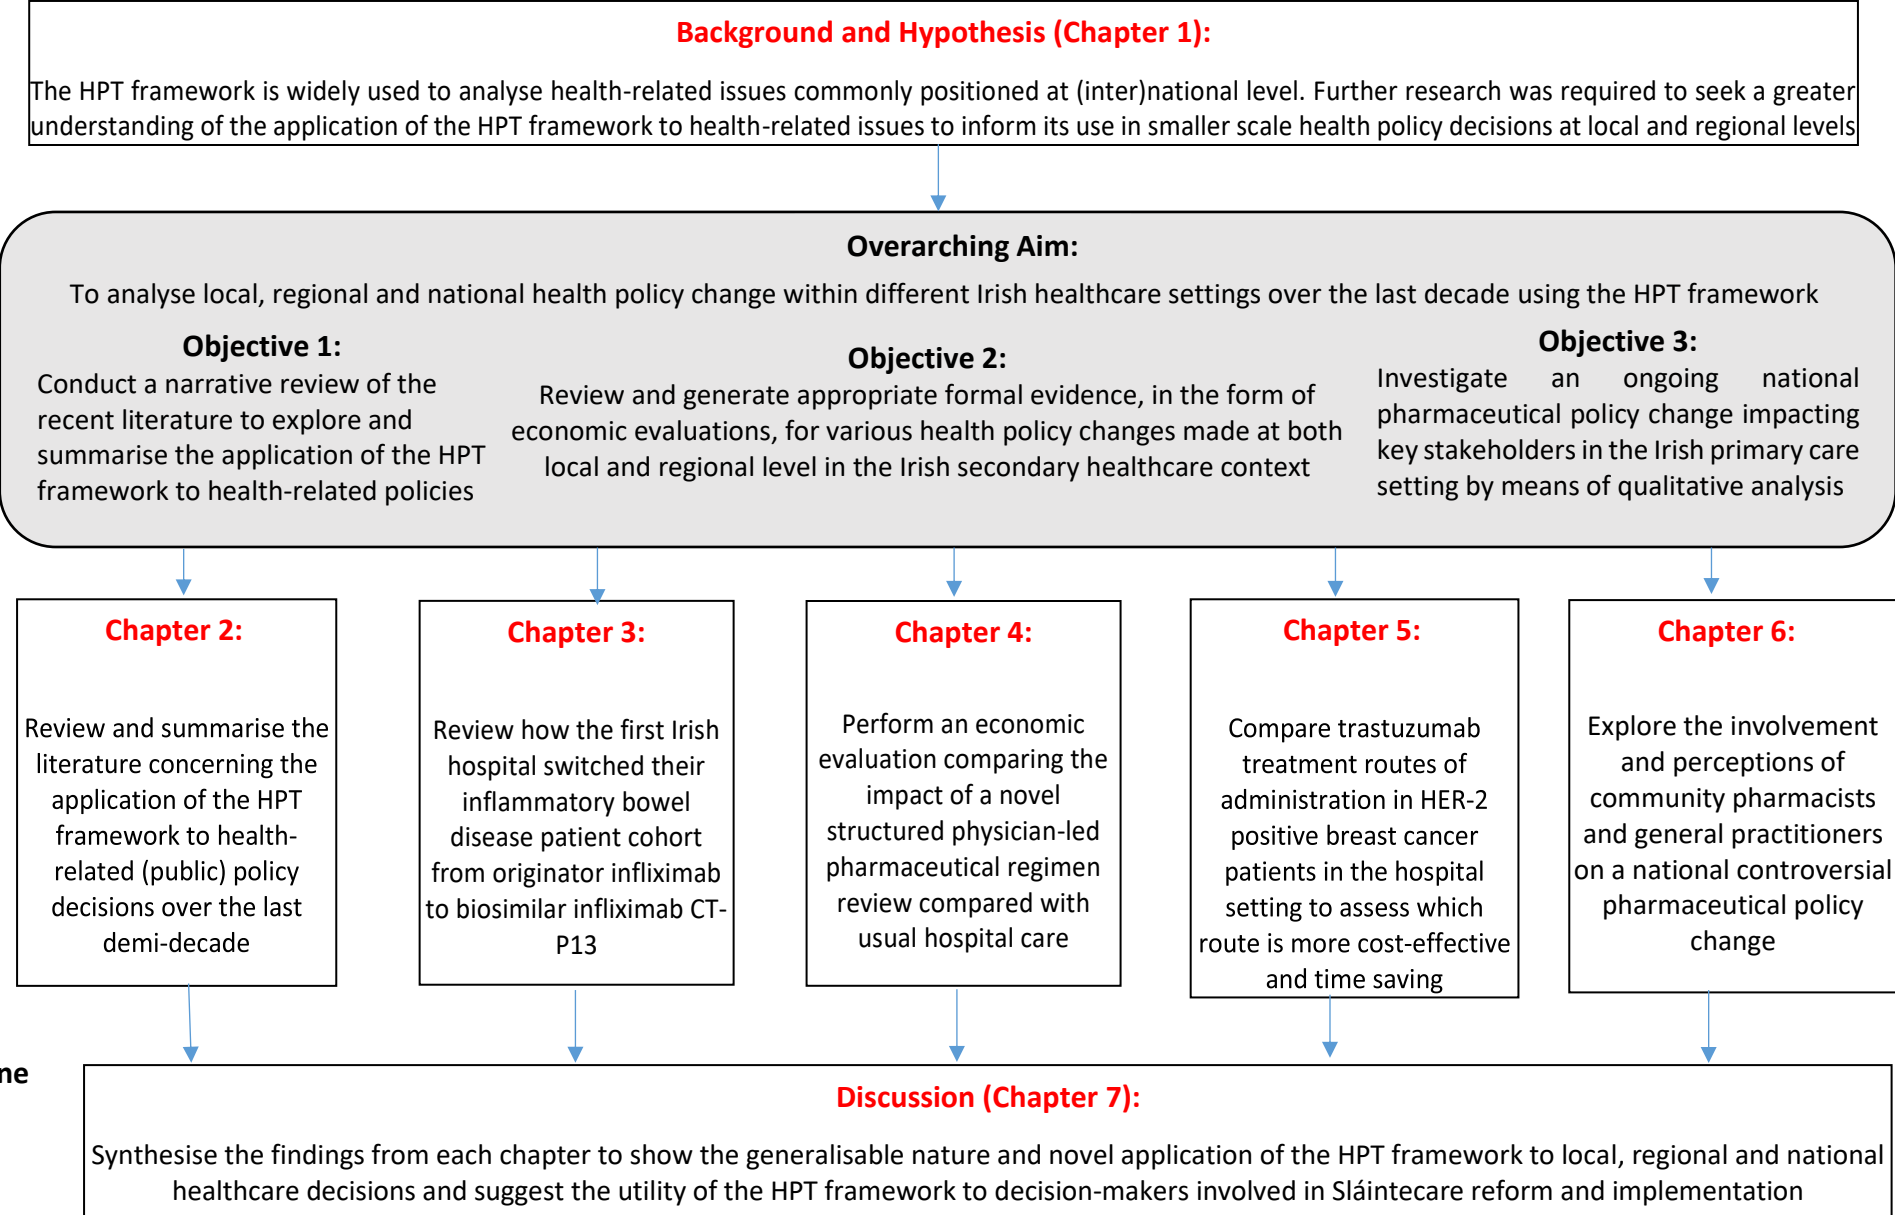 Background and Hypothesis (Chapter 1):
The HPT framework is widely used to analyse health-related issues commonly positioned at (inter)national level. Further research was required to seek a greater
understanding of the application of the HPT framework to health-related issues to inform its use in smaller scale health policy decisions at local and regional levels
Overarching Aim:
To analyse local, regional and national health policy change within different Irish healthcare settings over the last decade using the HPT framework
Objective 1:
Conduct a narrative review of the
recent literature to explore and
summarise the application of the HPT
framework to health-related policies
Objective 2:
Review and generate appropriate formal evidence, in the form of
economic evaluations, for various health policy changes made at both
local and regional level in the Irish secondary healthcare context
Objective 3:
Investigate an ongoing national
pharmaceutical policy change impacting
key stakeholders in the Irish primary care
setting by means of qualitative analysis
Chapter 2:
Review and summarise the
literature concerning the
application of the HPT
framework to health-
related (public) policy
decisions over the last
demi-decade
Chapter 3:
Review how the first Irish
hospital switched their
inflammatory bowel
disease patient cohort
from originator infliximab
to biosimilar infliximab CT-
P13
Chapter 4:
Perform an economic
evaluation comparing the
impact of a novel
structured physician-led
pharmaceutical regimen
review compared with
usual hospital care
Chapter 5:
Compare trastuzumab
treatment routes of
administration in HER-2
positive breast cancer
patients in the hospital
setting to assess which
route is more cost-effective
and time saving
Chapter 6:
Explore the involvement
and perceptions of
community pharmacists
and general practitioners
on a national controversial
pharmaceutical policy
change
ne
Discussion (Chapter 7):
Synthesise the findings from each chapter to show the generalisable nature and novel application of the HPT framework to local, regional and national
healthcare decisions and suggest the utility of the HPT framework to decision-makers involved in Sláintecare reform and implementation